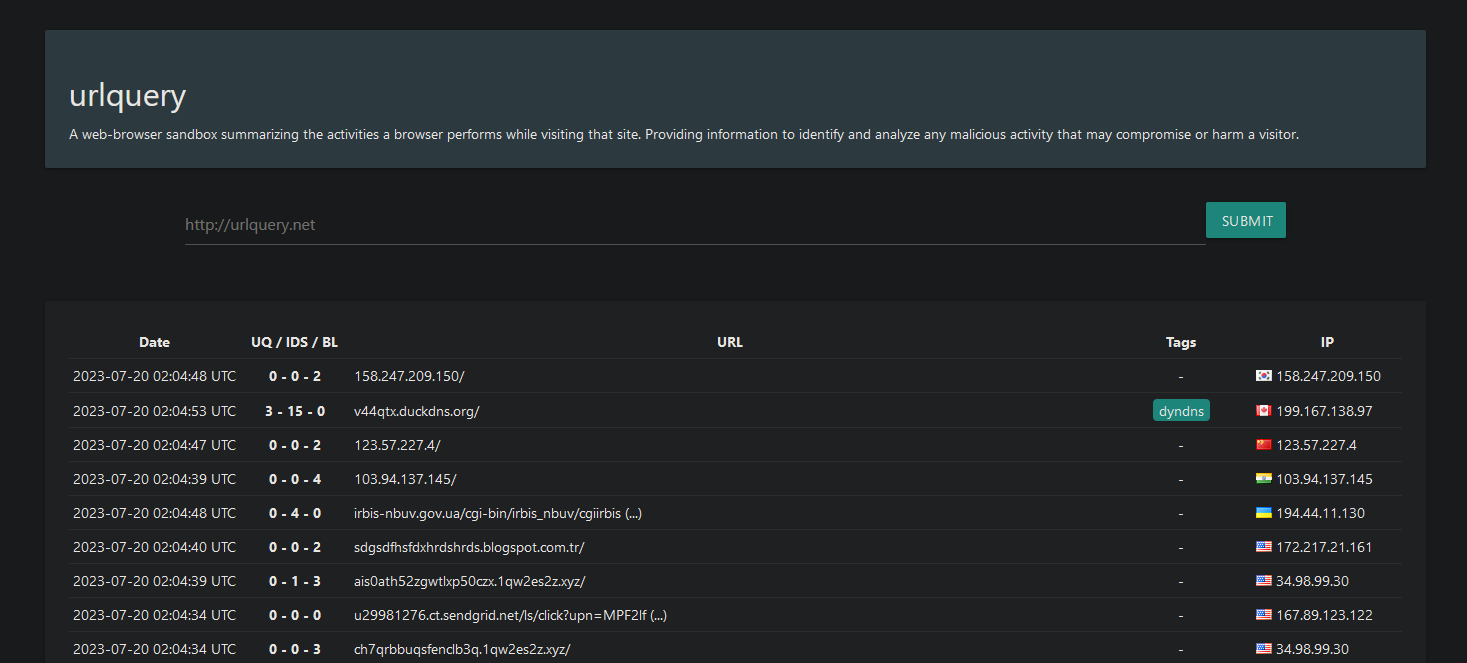 urlquery
A web-browser sandbox summarizing the activities a browser performs while visiting that site. Providing information to identify and analyze any malicious activity that may compromise or harm a visitor.
http://urlquery.net SUBMIT
Date UQ / IDS / BL URL Tags IP
2023-07-20 02:04:48 UTC 0 - 0 - 2 158.247.209.150/ - 158.247.209.150
2023-07-20 02:04:53 UTC 3 - 15 - 0 v44qtx.duckdns.org/ dyndns 199.167.138.97
2023-07-20 02:04:47 UTC 0 - 0 - 2 123.57.227.4/ - 123.57.227.4
2023-07-20 02:04:39 UTC 0 - 0 - 4 103.94.137.145/ - 103.94.137.145
2023-07-20 02:04:48 UTC 0 - 4 - 0 irbis-nbuv.gov.ua/cgi-bin/irbis_nbuv/cgiirbis (...) - 194.44.11.130
2023-07-20 02:04:40 UTC 0 - 0 - 2 sdgsdfhsfdxhrdshrds.blogspot.com.tr/ - 172.217.21.161
2023-07-20 02:04:39 UTC 0 - 1 - 3 ais0ath52zgwtlxp50czx.1qw2es2z.xyz/ - 34.98.99.30
2023-07-20 02:04:34 UTC 0 - 0 - 0 u29981276.ct.sendgrid.net/ls/click?upn=MPF2lf (...) - 167.89.123.122
2023-07-20 02:04:34 UTC 0 - 0 - 3 ch7qrbbuqsfenclb3q.1qw2es2z.xyz/ - 34.98.99.30